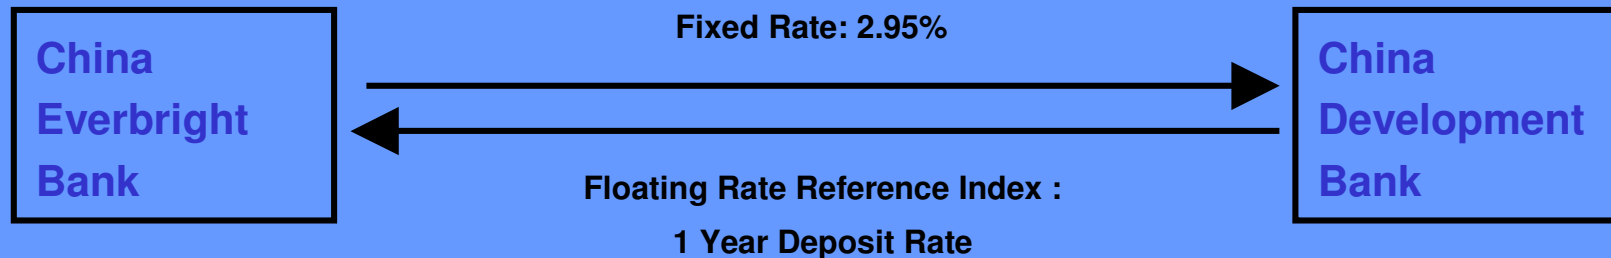 China
Everbright
Bank
Fixed Rate: 2.95%
Floating Rate Reference Index :
1 Year Deposit Rate
China
Development
Bank